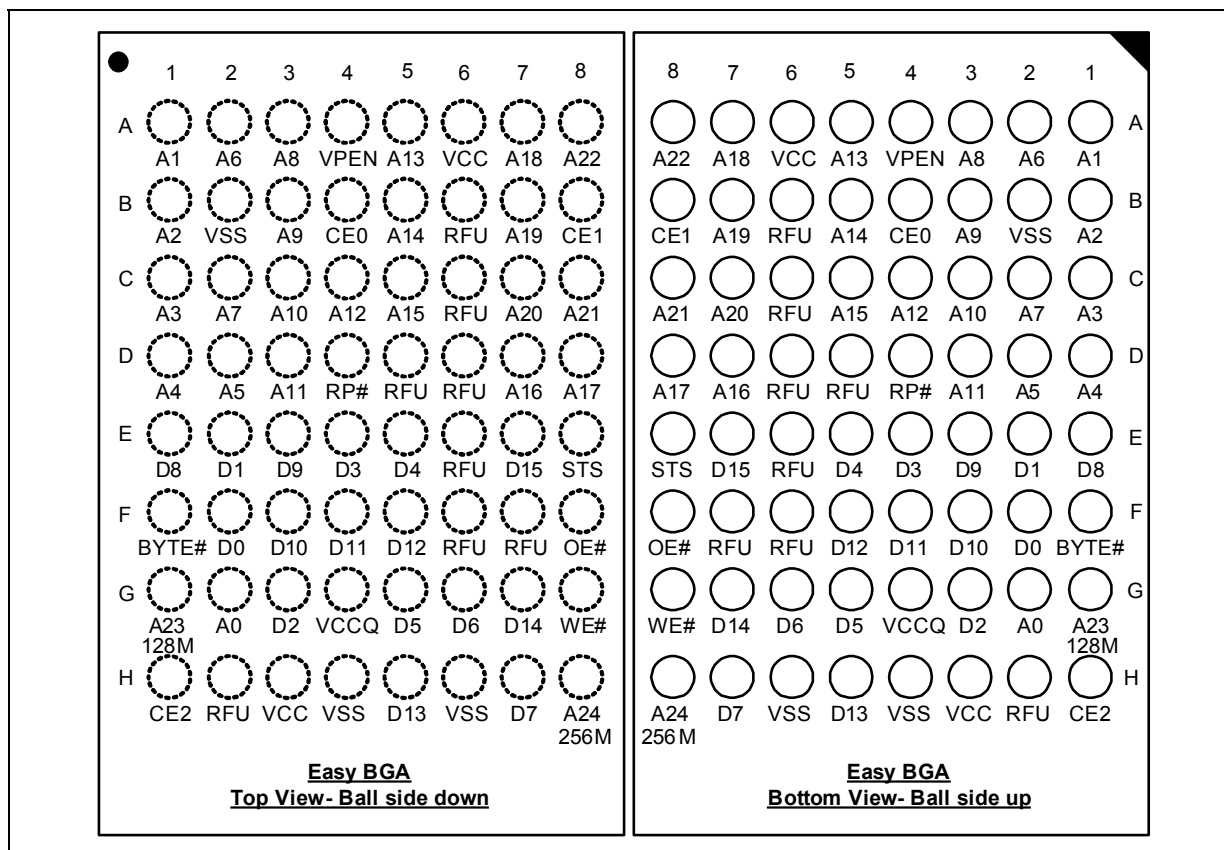 1 2 3 4 5 6 7 8
A
A1 A6 A8 VPEN A13 VCC A18 A22
B
A2 VSS A9 CE0 A14 RFU A19 CE1
C
A3 A7 A10 A12 A15 RFU A20 A21
D
A4 A5 A11 RP# RFU RFU A16 A17
E
D8 D1 D9 D3 D4 RFU D15 STS
F
BYTE# D0 D10 D11 D12 RFU RFU OE#
G
A23 A0 D2 VCCQ D5 D6 D14 WE#
128M
H
CE2 RFU VCC VSS D13 VSS D7 A24
256M
Easy BGA
Top View- Ball side down
8 7 6 5 4 3 2 1
A
A22 A18 VCC A13 VPEN A8 A6 A1
B
CE1 A19 RFU A14 CE0 A9 VSS A2
C
A21 A20 RFU A15 A12 A10 A7 A3
D
A17 A16 RFU RFU RP# A11 A5 A4
E
STS D15 RFU D4 D3 D9 D1 D8
F
OE# RFU RFU D12 D11 D10 D0 BYTE#
G
WE# D14 D6 D5 VCCQ D2 A0 A23
128M
H
A24 D7 VSS D13 VSS VCC RFU CE2
256M
Easy BGA
Bottom View- Ball side up